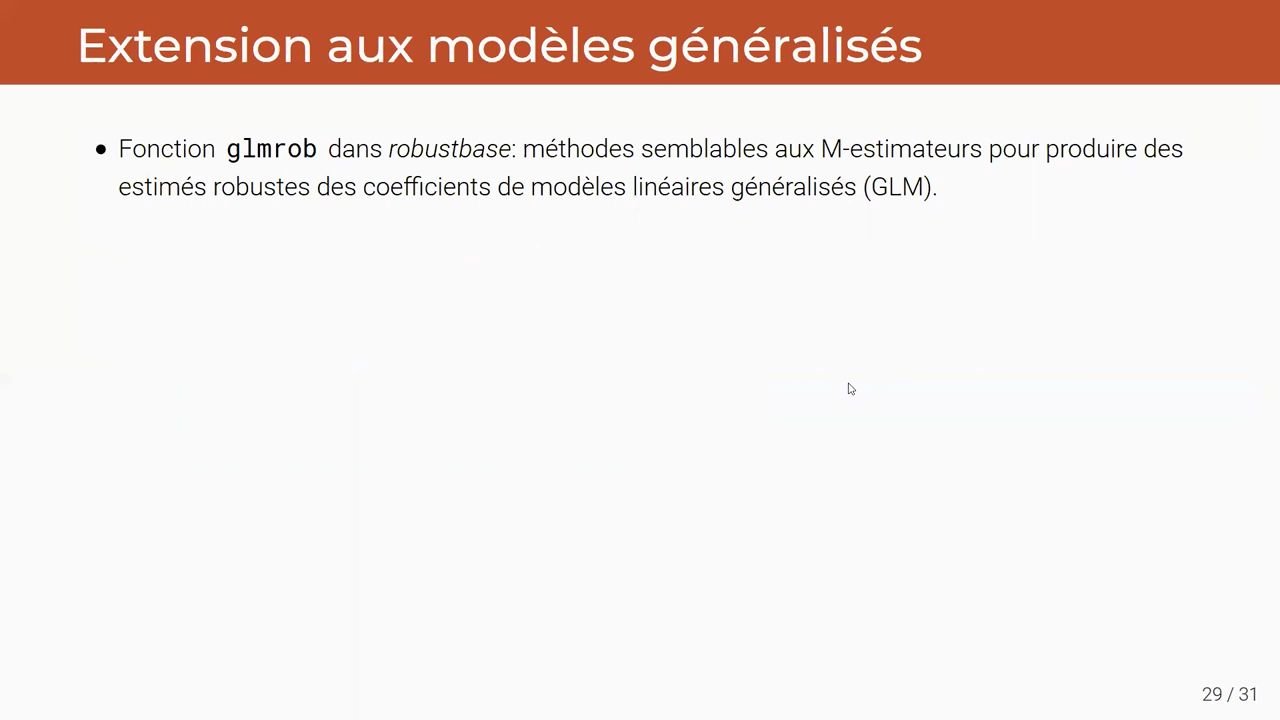 Extension aux modèles généralisés
• Fonction glmrob dans robustbase: méthodes semblables aux M-estimateurs pour produire des
estimés robustes des coefficients de modèles linéaires généralisés (GLM).
29 / 31